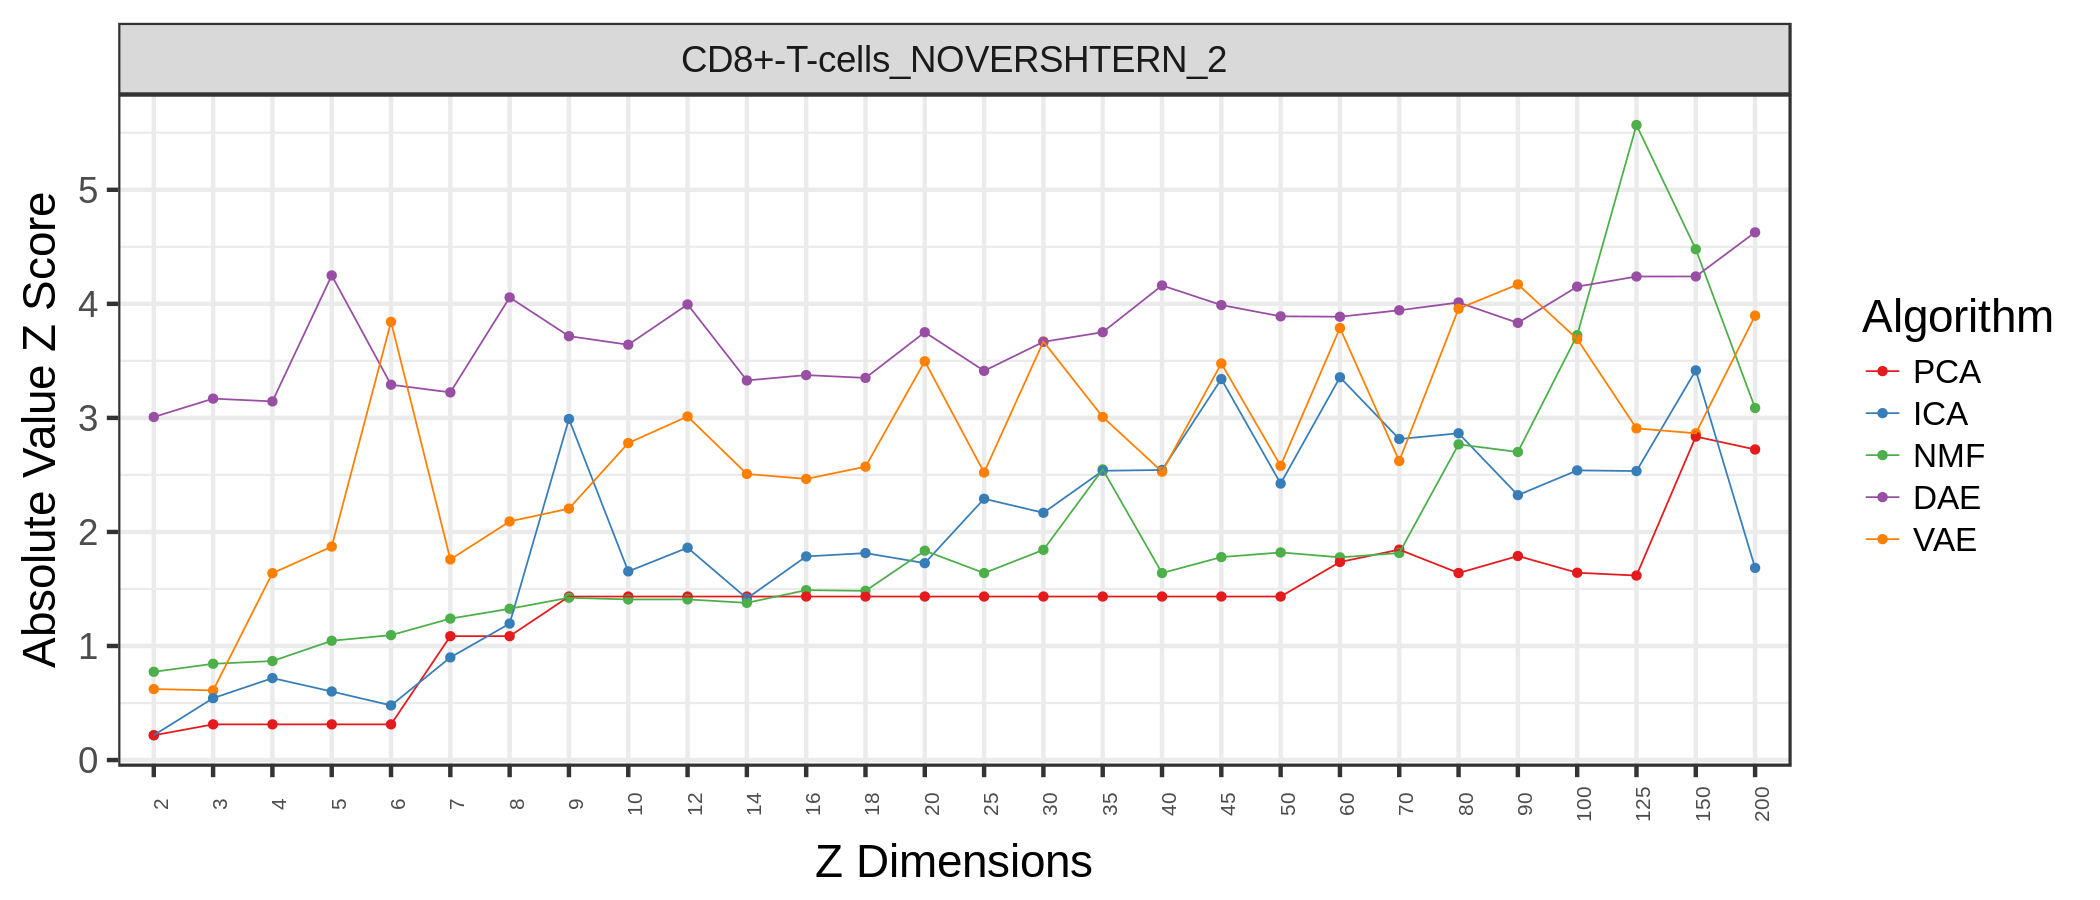 CD8+-T-cells_NOVERSHTERN_2
Absolute Value Z Score
5
4
3
2
1
0
2 3 4 5 6 7 8 9 10 12 14 16 18 20 25 30 35 40 45 50 60 70 80 90 100 125 150 200
Z Dimensions
Algorithm
PCA
ICA
NMF
DAE
VAE